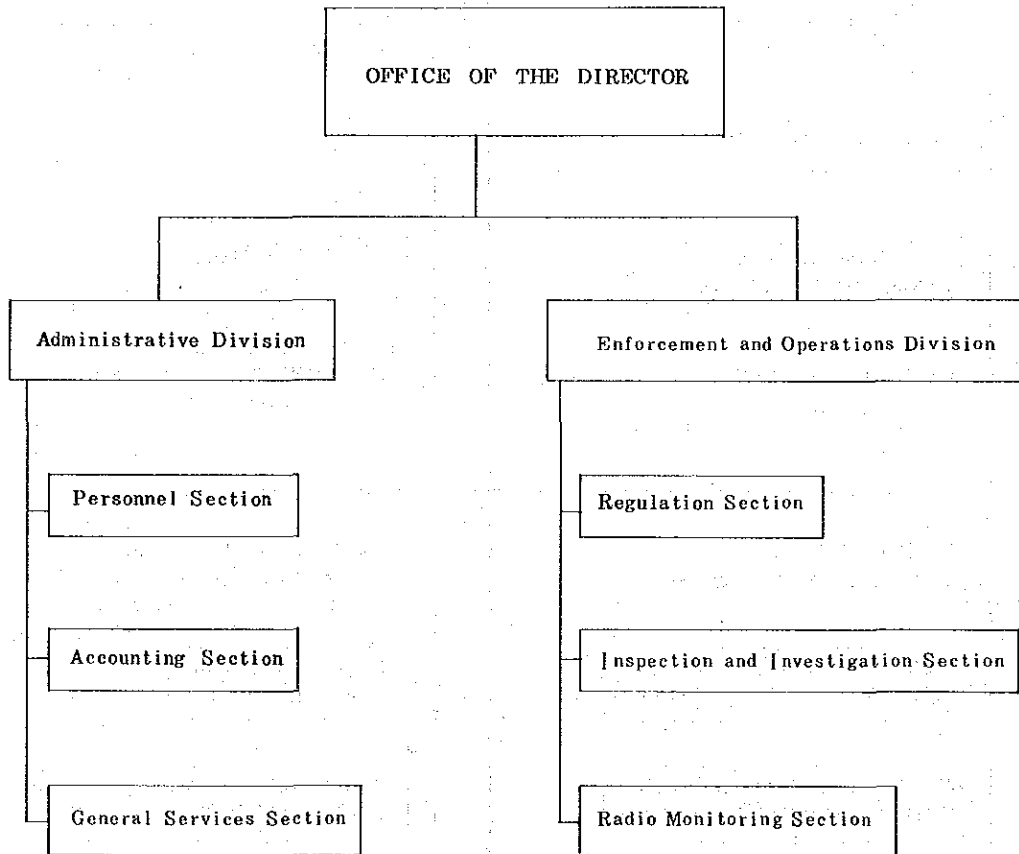 OFFICE OF THE DIRECTOR
Administrative Division
Enforcement and Operations Division
Personnel Section
Regulation Section
Accounting Section
Inspection and Investigation Section
General Services Section
Radio Monitoring Section